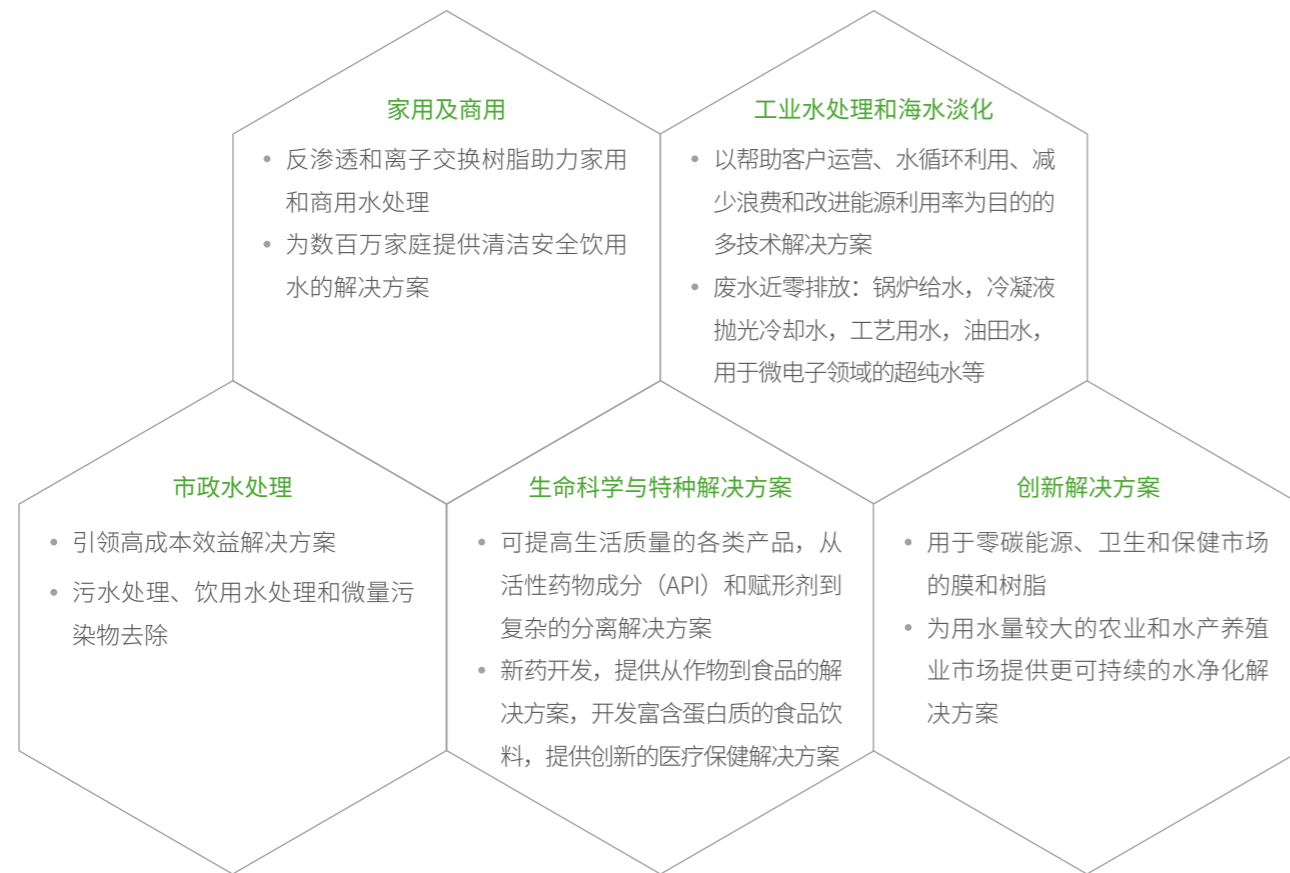 家用及商用
• 反渗透和离子交换树脂助力家用
和商用水处理
• 为数百万家庭提供清洁安全饮用
水的解决方案
工业水处理和海水淡化
• 以帮助客户运营、水循环利用、减
少浪费和改进能源利用率为目的的
多技术解决方案
• 废水近零排放：锅炉给水，冷凝液
抛光冷却水，工艺用水，油田水，
用于微电子领域的超纯水等
市政水处理
• 引领高成本效益解决方案
• 污水处理、饮用水处理和微量污
染物去除
生命科学与特种解决方案
• 可提高生活质量的各类产品，从
活性药物成分（API）和赋形剂到
复杂的分离解决方案
• 新药开发，提供从作物到食品的解
决方案，开发富含蛋白质的食品饮
料，提供创新的医疗保健解决方案
创新解决方案
• 用于零碳能源、卫生和保健市场
的膜和树脂
• 为用水量较大的农业和水产养殖
业市场提供更可持续的水净化解
决方案